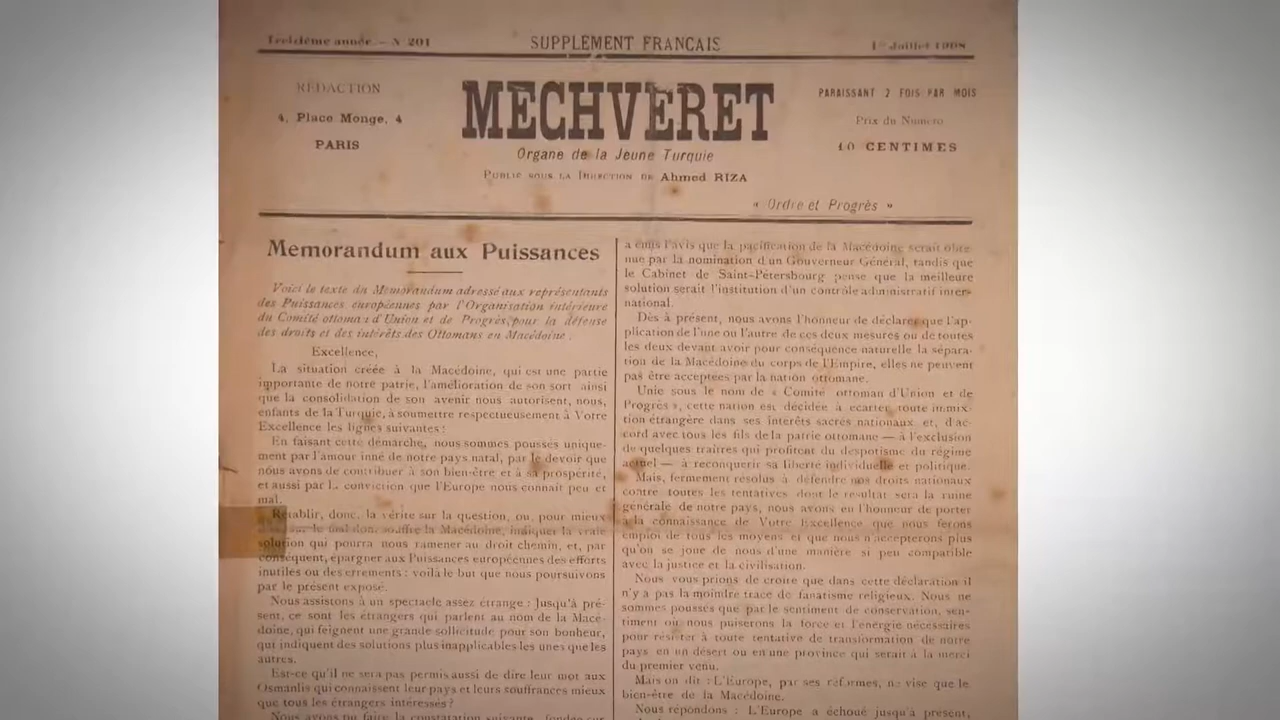 Treizième année. — N° 201
SUPPLÉMENT FRANÇAIS
1er Juillet 1908
RÉDACTION
4, Place Monge, 4
PARIS
MECHVERET
Organe de la Jeune Turquie
PUBLIÉ SOUS LA DIRECTION DE Ahmed RIZA
PARAISSANT 2 FOIS PAR MOIS
Prix du Numéro
10 CENTIMES
« Ordre et Progrès »
Memorandum aux Puissances
Voici le texte du Memorandum adressé aux représentants
des Puissances européennes par l'Organisation intérieure
du Comité ottoman d'Union et de Progrès pour la défense
des droits et des intérêts des Ottomans en Macédoine.
Excellence,
La situation créée à la Macédoine, qui est une partie
importante de notre patrie, l'amélioration de son sort ainsi
que la consolidation de son avenir nous autorisent, nous,
enfants de la Turquie, à soumettre respectueusement à Votre
Excellence les lignes suivantes :
En faisant cette démarche, nous sommes poussés unique-
ment par l'amour inné de notre pays natal, par le devoir que
nous avons de contribuer à son bien-être et à sa prospérité,
et aussi par la conviction que l'Europe nous connait peu et
mal.
Rétablir, donc, la vérite sur la question, ou, pour mieux
sur le mal dont souffre la Macédoine, indiquer la vraie
solution qui pourra nous ramener au droit chemin, et, par
conséquent, épargner aux Puissances européennes des efforts
inutiles ou des errements : voilà le but que nous poursuivons
par le présent exposé.
Nous assistons à un spectacle assez étrange : Jusqu'à pré-
sent, ce sont les étrangers qui parlent au nom de la Macé-
doine, qui feignent une grande sollicitude pour son bonheur,
qui indiquent des solutions plus inapplicables les unes que les
autres.
Est-ce qu'il ne sera pas permis aussi de dire leur mot aux
Osmanlis qui connaissent leur pays et leurs souffrances mieux
que tous les étrangers intéressés ?
Nous avons pu faire la constatation suivante, fondée sur
a émis l'avis que la pacification de la Macédoine serait obte-
nue par la nomination d'un Gouverneur Général, tandis que
le Cabinet de Saint-Pétersbourg pense que la meilleure
solution serait l'institution d'un contrôle administratif inter-
national.
Dès à présent, nous avons l'honneur de déclarer que l'ap-
plication de l'une ou l'autre de ces deux mesures ou de toutes
les deux devant avoir pour conséquence naturelle la sépara-
tion de la Macédoine du corps de l'Empire, elles ne peuvent
pas être acceptées par la nation ottomane.
Unie sous le nom de « Comité ottoman d'Union et de
Progrès », cette nation est décidée à écarter toute immix-
tion étrangère dans ses intérêts sacrés nationaux et, d'ac-
cord avec tous les fils de la patrie ottomane — à l'exclusion
de quelques traitres qui profitent du despotisme du régime
actuel — à reconquérir sa liberté individuelle et politique.
Mais, fermement résolus à défendre nos droits nationaux
contre toutes les tentatives dont le résultat sera la ruine
générale de notre pays, nous avons eu l'honneur de porter
à la connaissance de Votre Excellence que nous ferons
emploi de tous les moyens et que nous n'accepterons plus
qu'on se joue de nous d'une manière si peu compatible
avec la justice et la civilisation.
Nous vous prions de croire que dans cette déclaration il
n'y a pas la moindre trace de fanatisme religieux. Nous ne
sommes poussés que par le sentiment de conservation, sen-
timent où nous puiserons la force et l'énergie nécessaires
pour résister à toute tentative de transformation de notre
pays en un désert ou en une province qui serait à la merci
du premier venu.
Mais on dit : L'Europe, par ses réformes, ne vise que le
bien-être de la Macédoine.
Nous répondons : L'Europe a échoué jusqu'à présent,